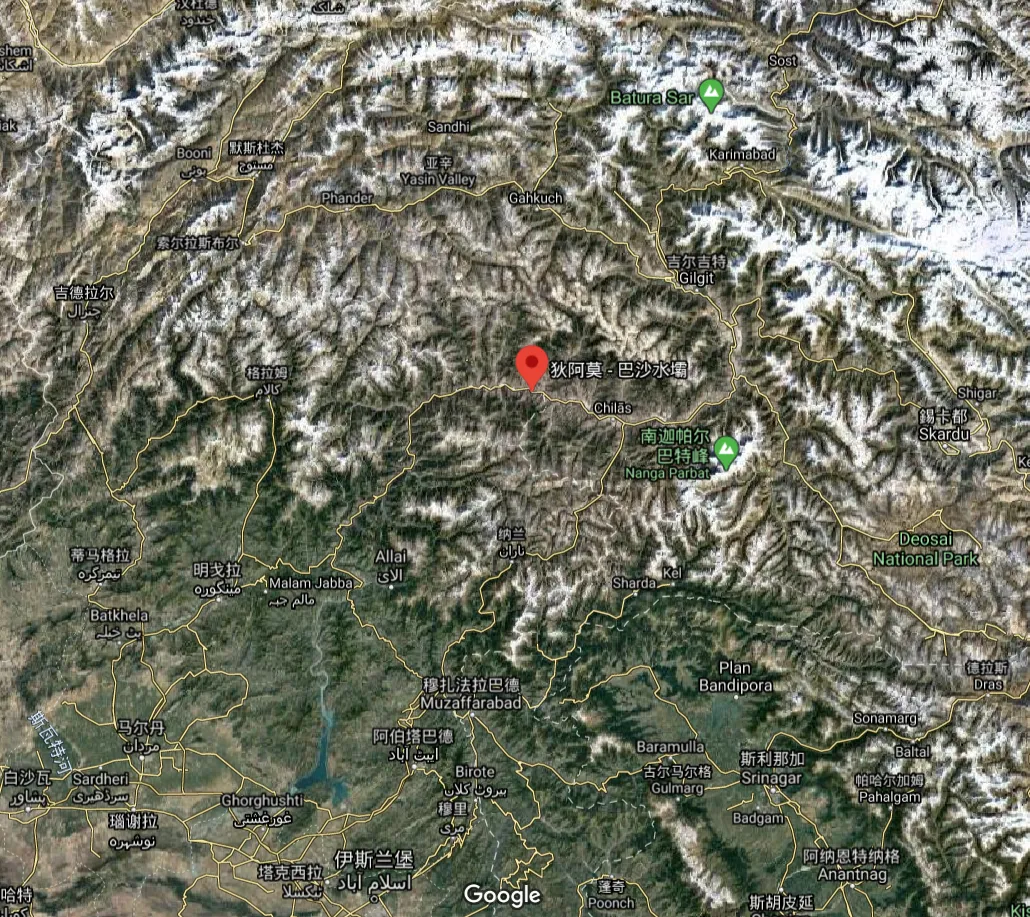 شلنک
خندود
Sost
Batura Sar
Sandhi
Karimabad
Booni
بونی
默斯杜杰
مستوج
亚辛
Yasin Valley
Phander
Gahkuch
索尔拉斯布尔
吉尔吉特
Gilgit
吉德拉尔
چترال
格拉姆
كالام
狄阿莫 - 巴沙水壩
Chilās
Shigar
錫卡都
Skardu
南迦帕尔
巴特峰
Nanga Parbat
纳兰
ناران
Deosai
National Park
蒂马格拉
تیمرگرہ
明戈拉
مینگورہ
Allai
الائ
Malam Jabba
مالم جبہ
Sharda
Kel
Batkhela
بٹ خیلہ
Plan
Bandipora
德拉斯
Dras
穆扎法拉巴德
Muzaffarabad
斯瓦特河
马尔丹
مردان
阿伯塔巴德
ایبٹ آباد
Sonamarg
Baltal
Baramulla
斯利那加
Srinagar
古尔马尔格
Gulmarg
帕哈尔加姆
Pahalgam
白沙瓦
پشاور
Sardheri
سرڈھیری
Birote
بیروٹ کلاں
穆里
مری
Ghorghushti
غورغشتی
瑙谢拉
نوشہرہ
Badgam
塔克西拉
ٹیکسلا
伊斯兰堡
اسلام آباد
阿纳恩特纳格
Anantnag
Google
蓬奇
Poonch
斯胡皮延
哈特